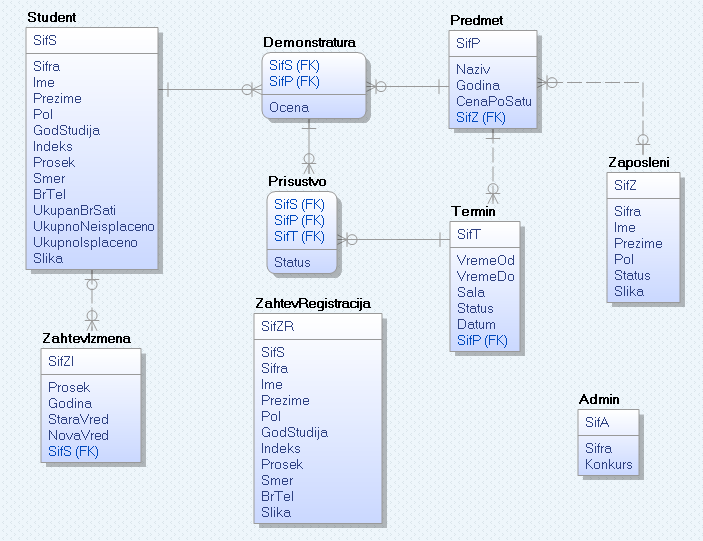 Student
SifS
Sifra
Ime
Prezime
Pol
GodStudija
Indeks
Prosek
Smer
BrTel
UkupanBrSati
UkupnoNeisplaceno
UkupnoIsplaceno
Slika
Demonstratura
SifS (FK)
SifP (FK)
Ocena
Predmet
SifP
Naziv
Godina
CenaPoSatu
SifZ (FK)
Zaposleni
SifZ
Sifra
Ime
Prezime
Pol
Status
Slika
Prisustvo
SifS (FK)
SifP (FK)
SifT (FK)
Status
Termin
SifT
VremeOd
VremeDo
Sala
Status
Datum
SifP (FK)
ZahtevIzmena
SifZI
Prosek
Godina
StaraVred
NovaVred
SifS (FK)
ZahtevRegistracija
SifZR
SifS
Sifra
Ime
Prezime
Pol
GodStudija
Indeks
Prosek
Smer
BrTel
Slika
Admin
SifA
Sifra
Konkurs